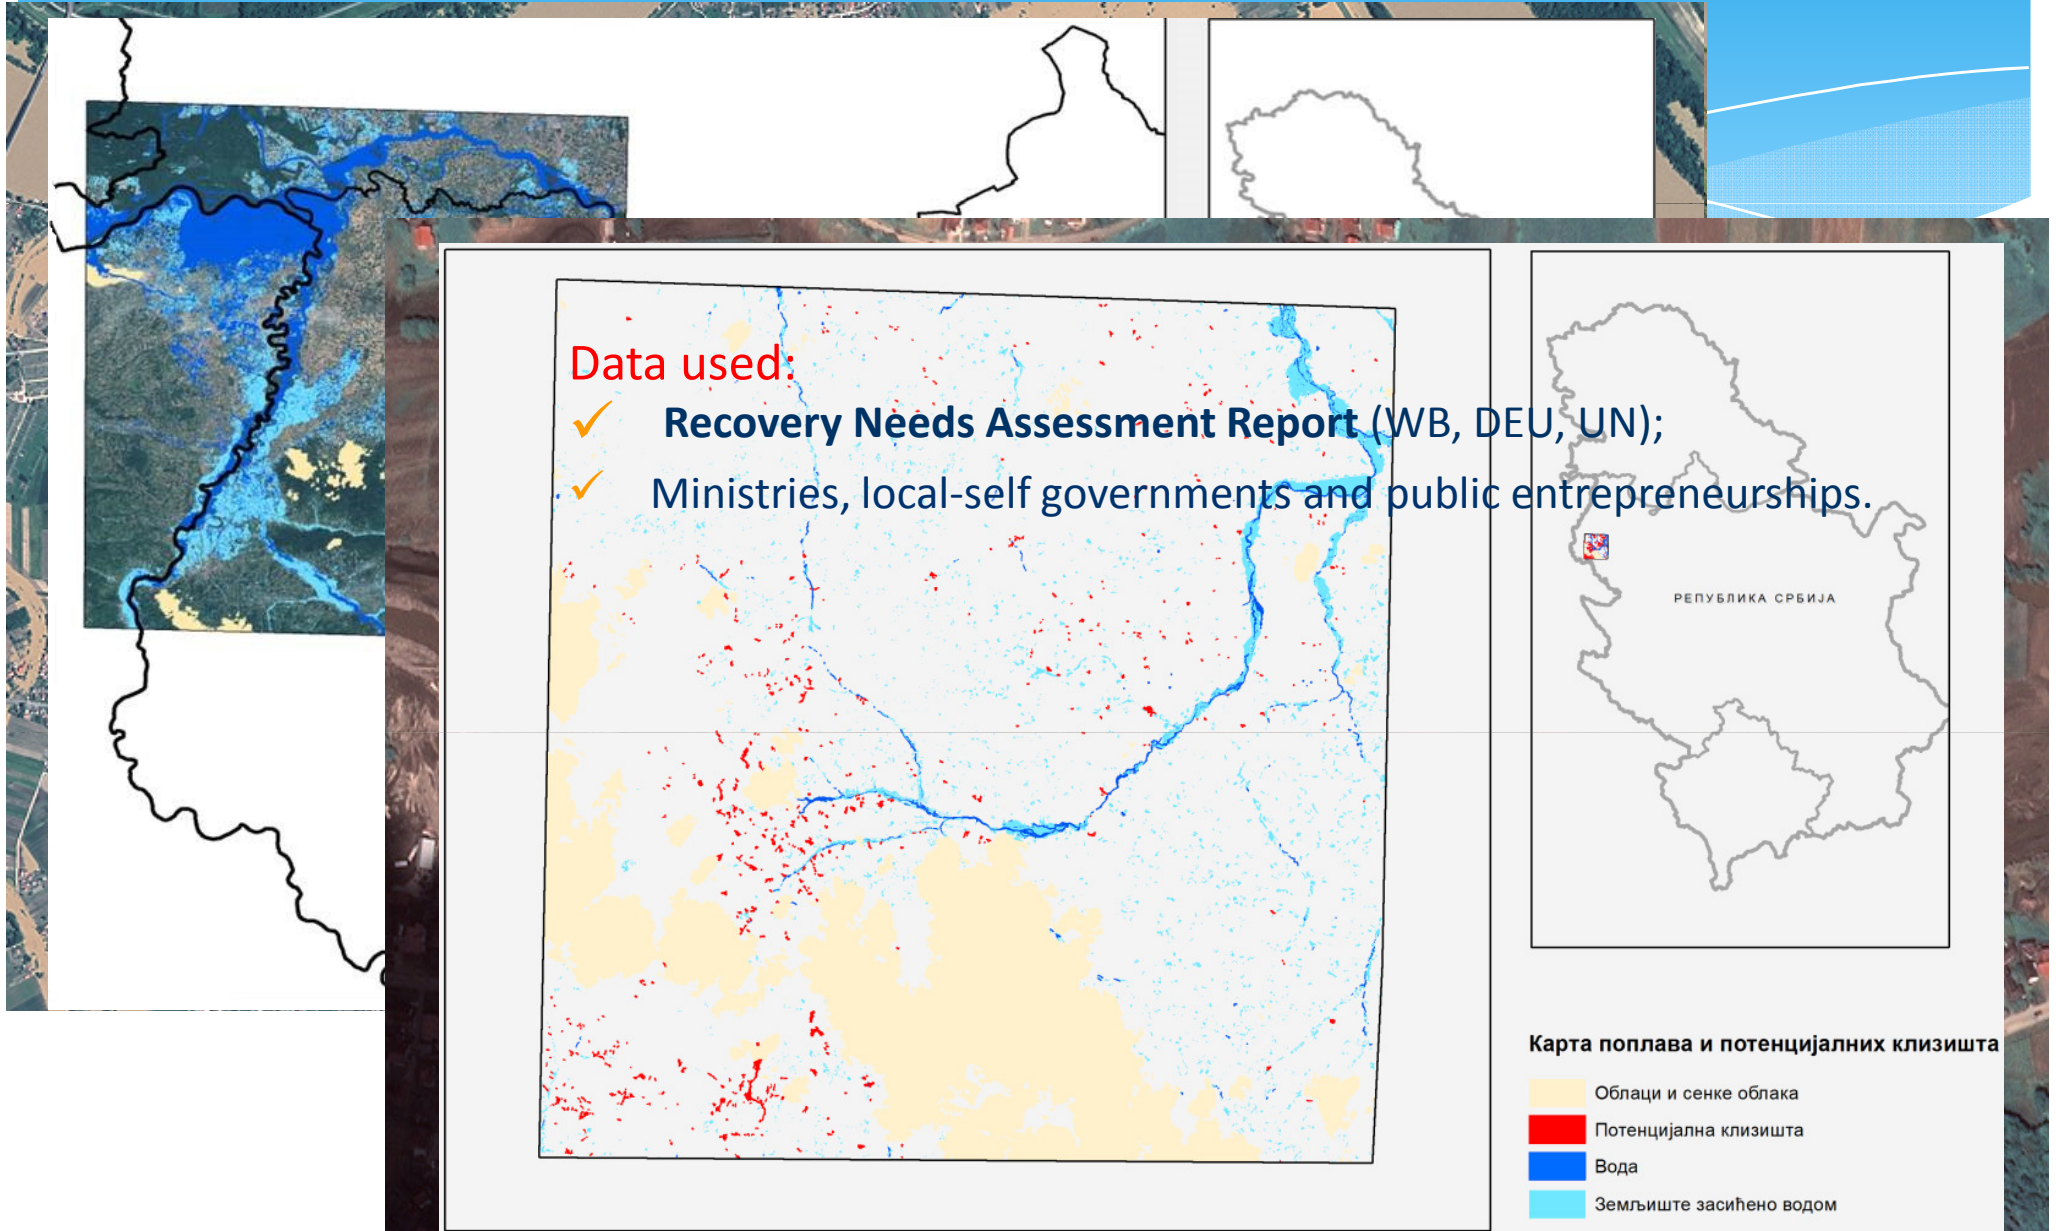 Data used:
✓ Recovery Needs Assessment Report (WB, DEU, UN);
✓ Ministries, local-self governments and public entrepreneurships.
РЕПУБЛИКА СРБИЈА
Карта поплава и потенцијалних клизишта
Облаци и сенке облака
Потенцијална клизишта
Вода
Земљиште засићено водом